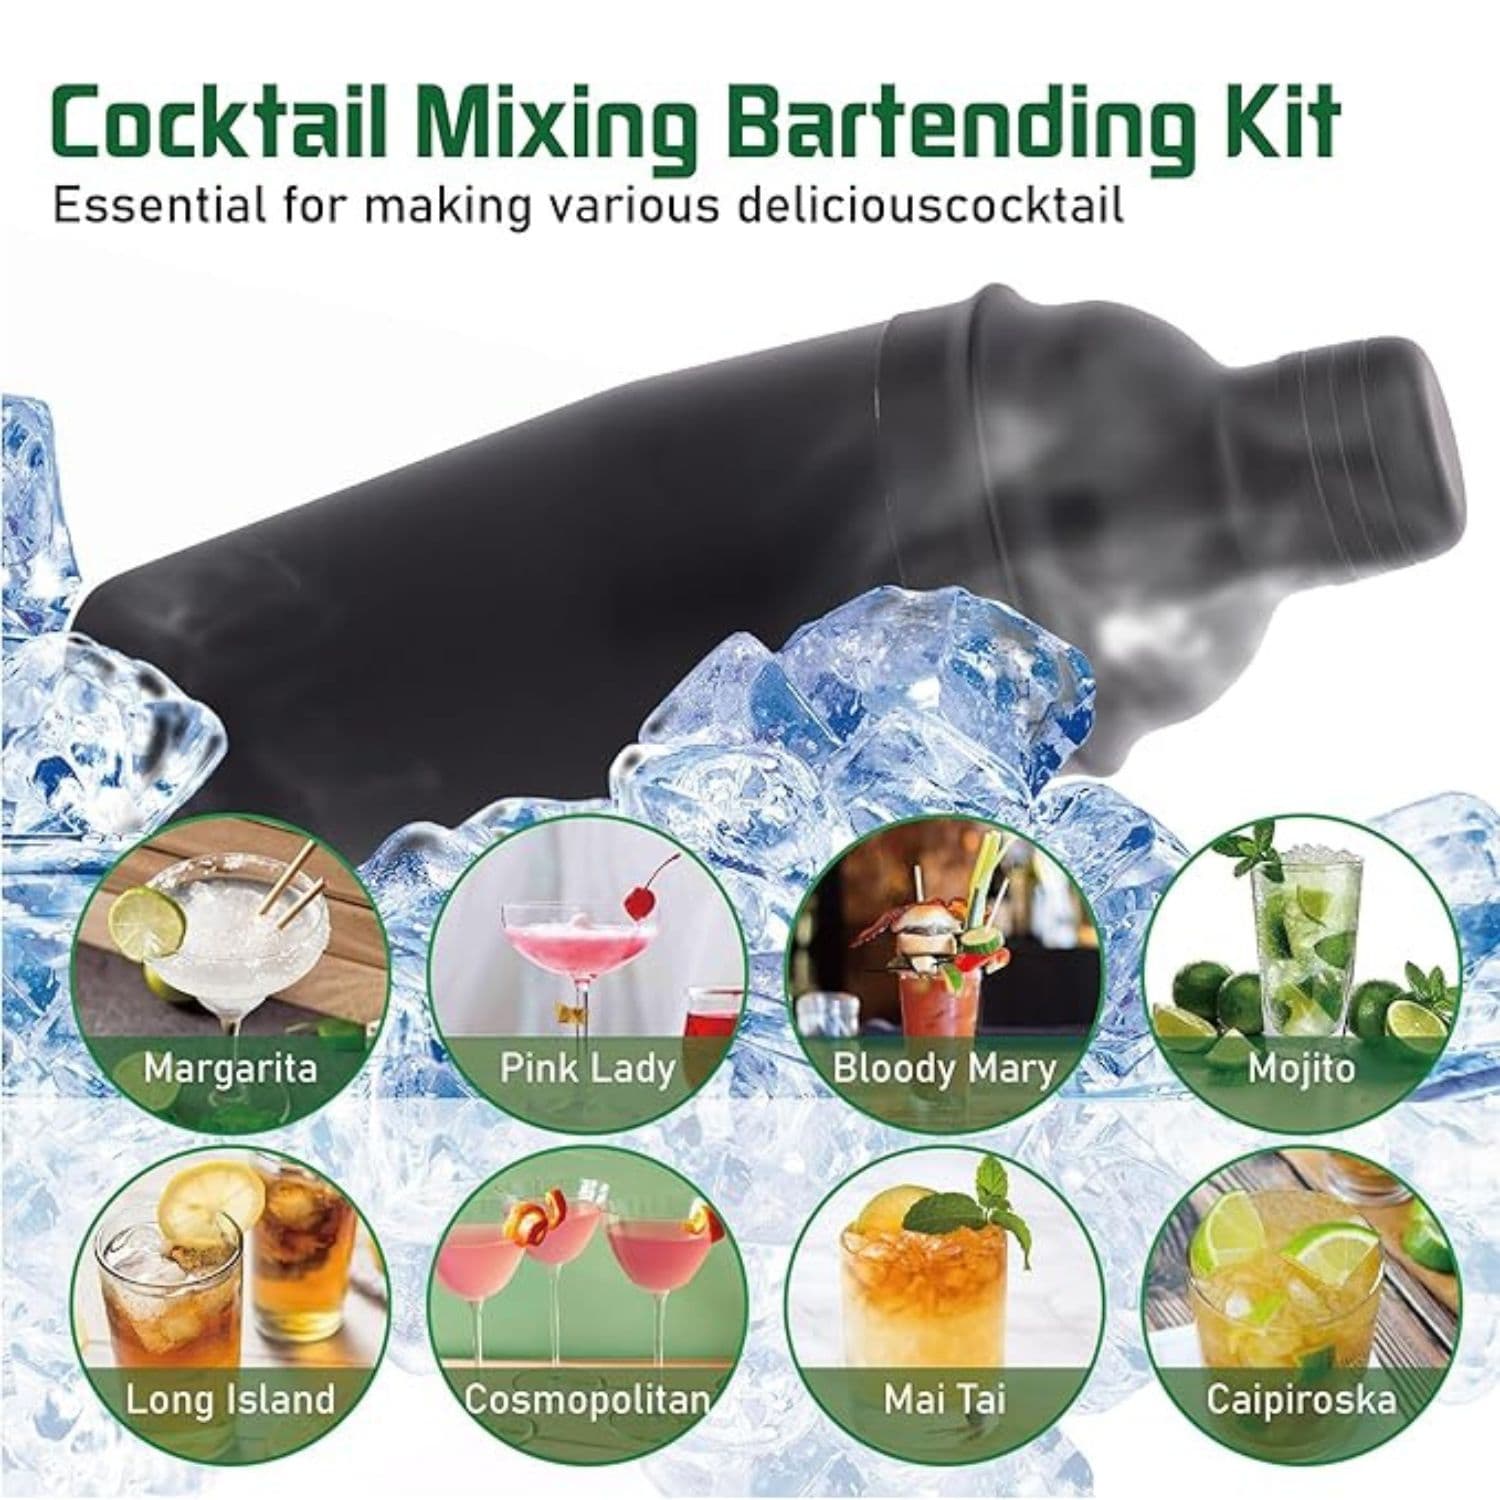 Cocktail Mixing Bartending Kit
Essential for making various deliciouscocktail
Margarita
Pink Lady
Bloody Mary
Mojito
Long Island
Cosmopolitan
Mai Tai
Caipiroska